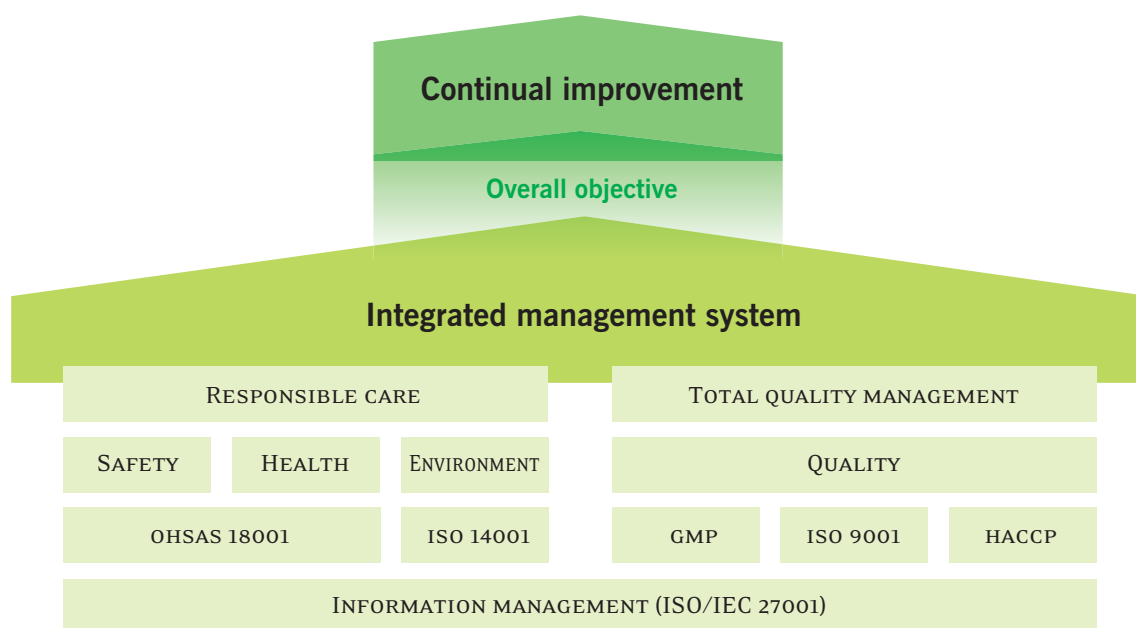 Continual improvement
Overall objective
Integrated management system
Responsible care
Total quality management
Safety
Health
Environment
Quality
OHSAS 18001
ISO 14001
GMP
ISO 9001
HACCP
Information management (ISO/IEC 27001)